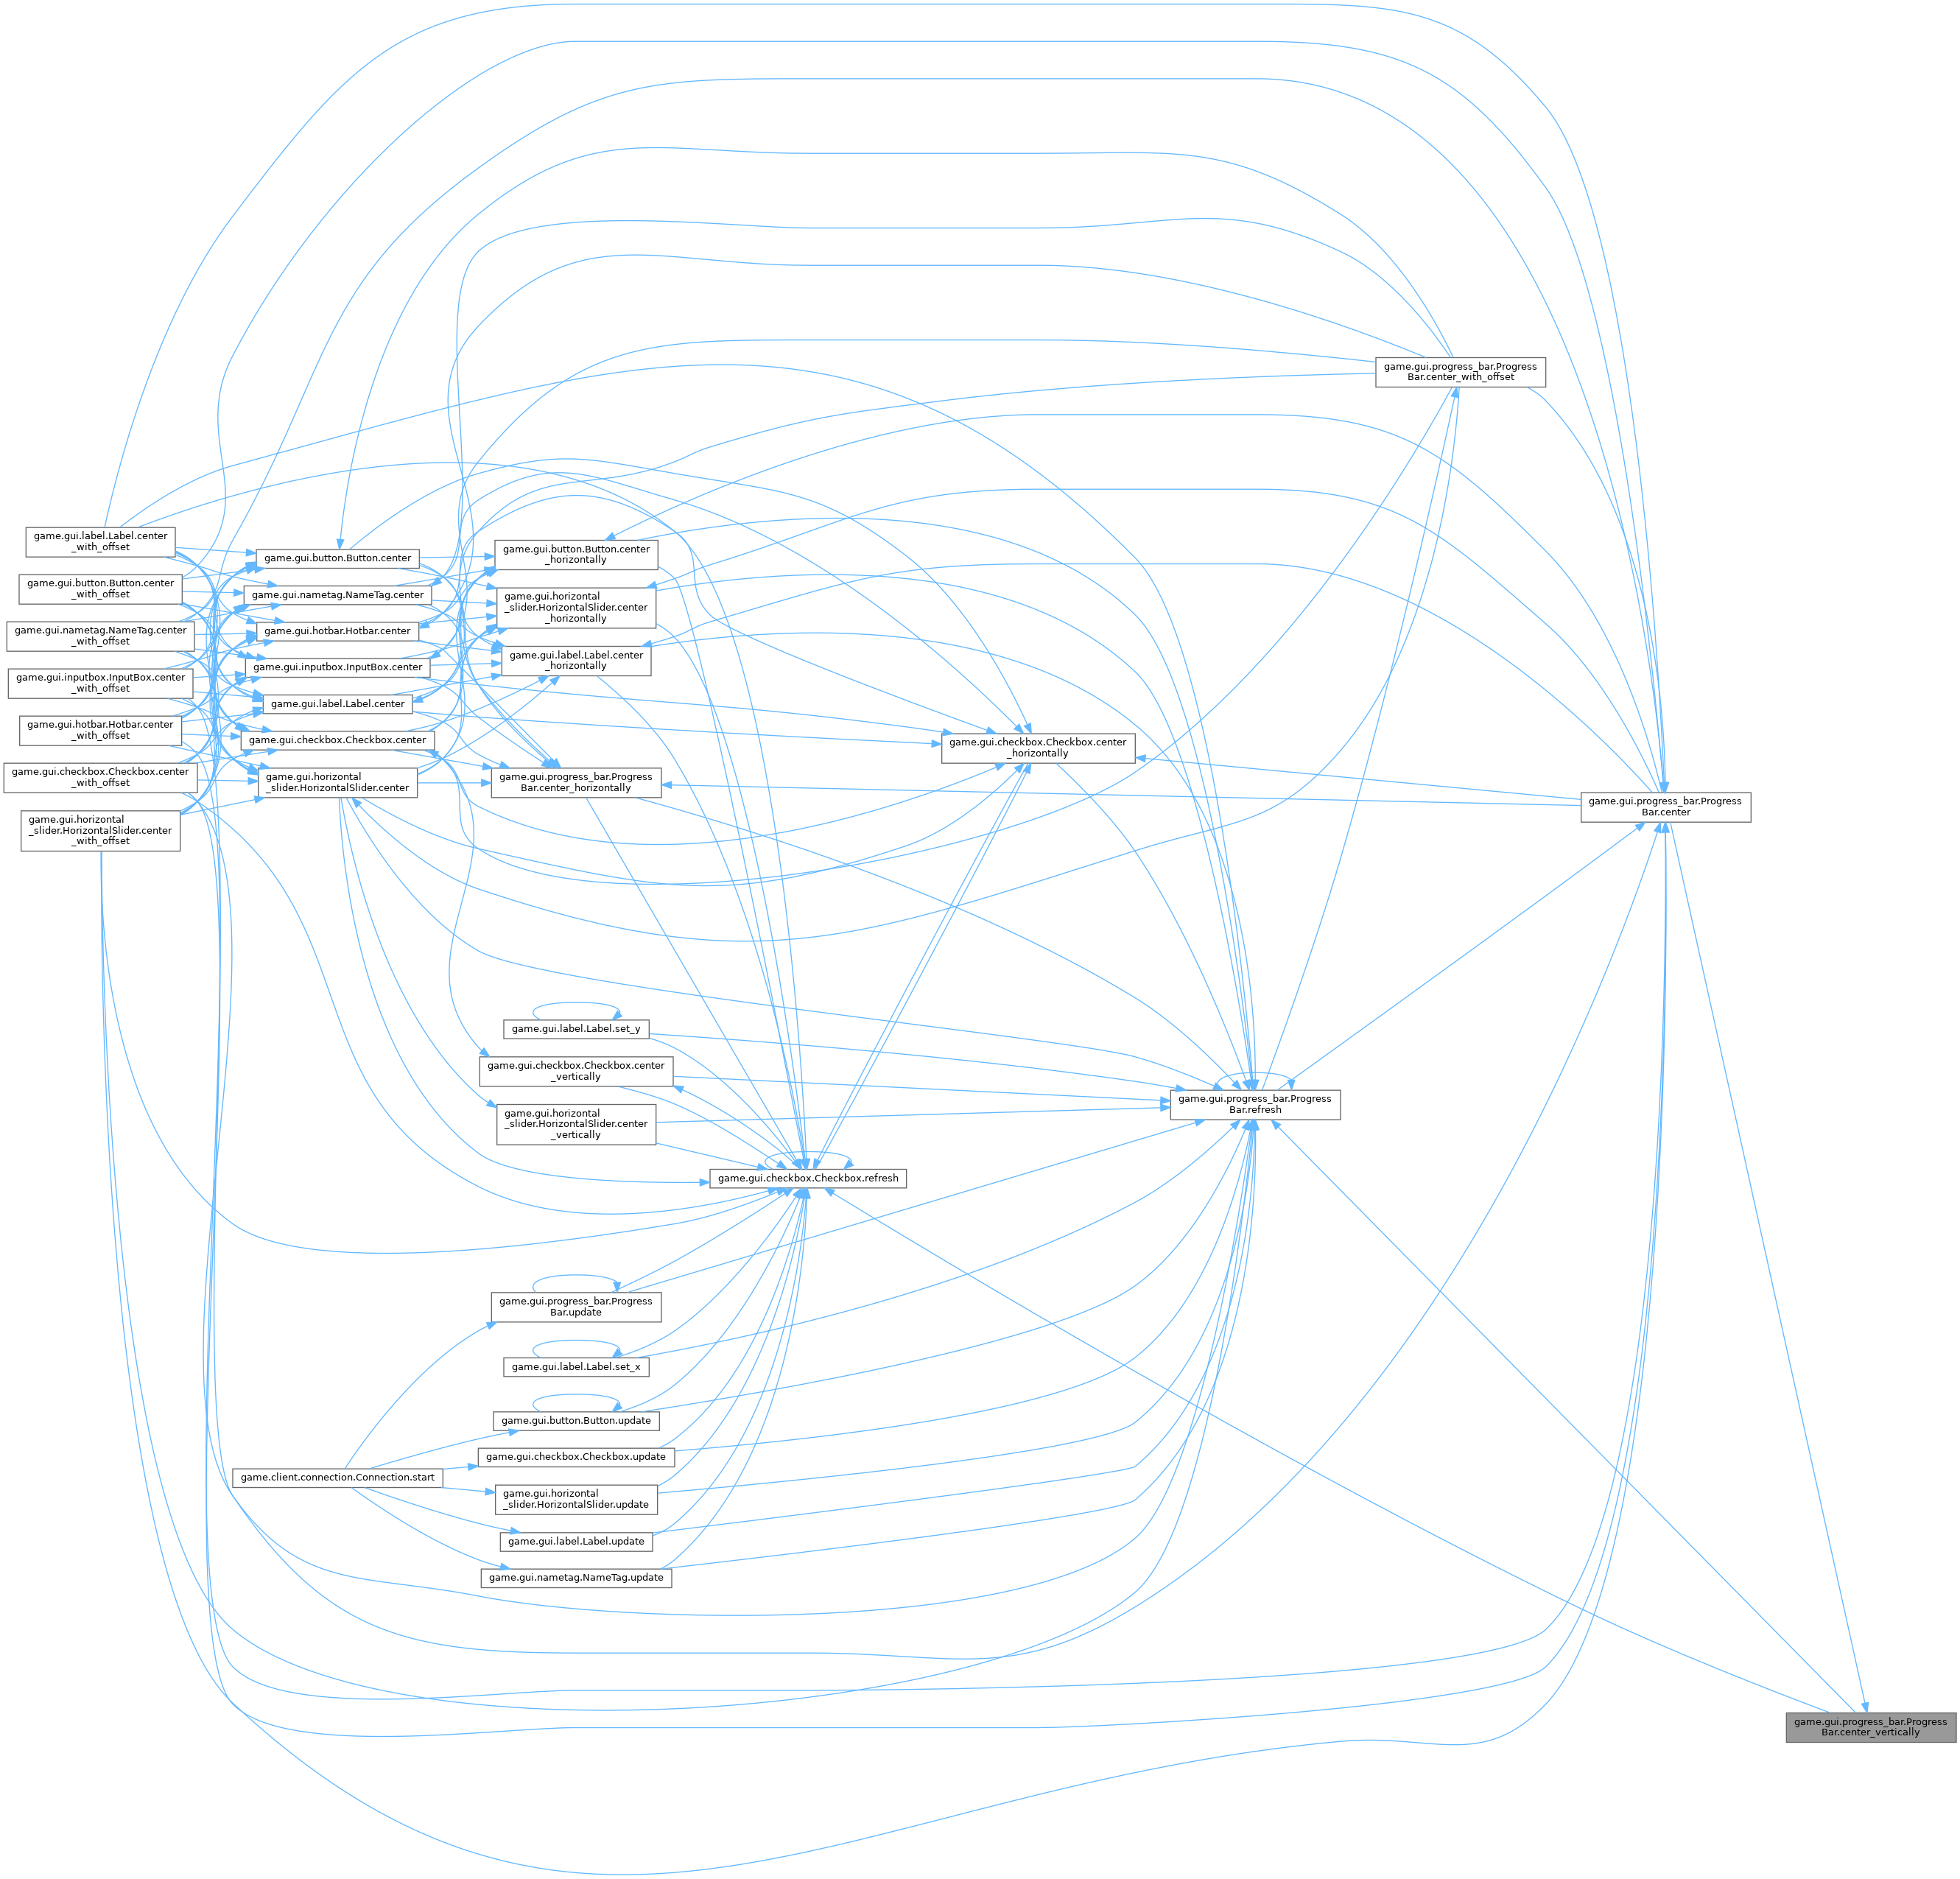 game.gui.progress_bar.Progress
Bar.center_with_offset
game.gui.label.Label.center
_with_offset
game.gui.button.Button.center
_with_offset
game.gui.nametag.NameTag.center
_with_offset
game.gui.inputbox.InputBox.center
_with_offset
game.gui.hotbar.Hotbar.center
_with_offset
game.gui.checkbox.Checkbox.center
_with_offset
game.gui.horizontal
_slider.HorizontalSlider.center
_with_offset
game.gui.button.Button.center
game.gui.nametag.NameTag.center
game.gui.hotbar.Hotbar.center
game.gui.inputbox.InputBox.center
game.gui.label.Label.center
game.gui.checkbox.Checkbox.center
game.gui.horizontal
_slider.HorizontalSlider.center
game.gui.button.Button.center
_horizontally
game.gui.horizontal
_slider.HorizontalSlider.center
_horizontally
game.gui.label.Label.center
_horizontally
game.gui.progress_bar.Progress
Bar.center_horizontally
game.gui.checkbox.Checkbox.center
_horizontally
game.gui.progress_bar.Progress
Bar.center
game.gui.label.Label.set_y
game.gui.checkbox.Checkbox.center
_vertically
game.gui.horizontal
_slider.HorizontalSlider.center
_vertically
game.gui.checkbox.Checkbox.refresh
game.gui.progress_bar.Progress
Bar.refresh
game.gui.progress_bar.Progress
Bar.update
game.gui.label.Label.set_x
game.gui.button.Button.update
game.gui.checkbox.Checkbox.update
game.client.connection.Connection.start
game.gui.horizontal
_slider.HorizontalSlider.update
game.gui.label.Label.update
game.gui.nametag.NameTag.update
game.gui.progress_bar.Progress
Bar.center_vertically